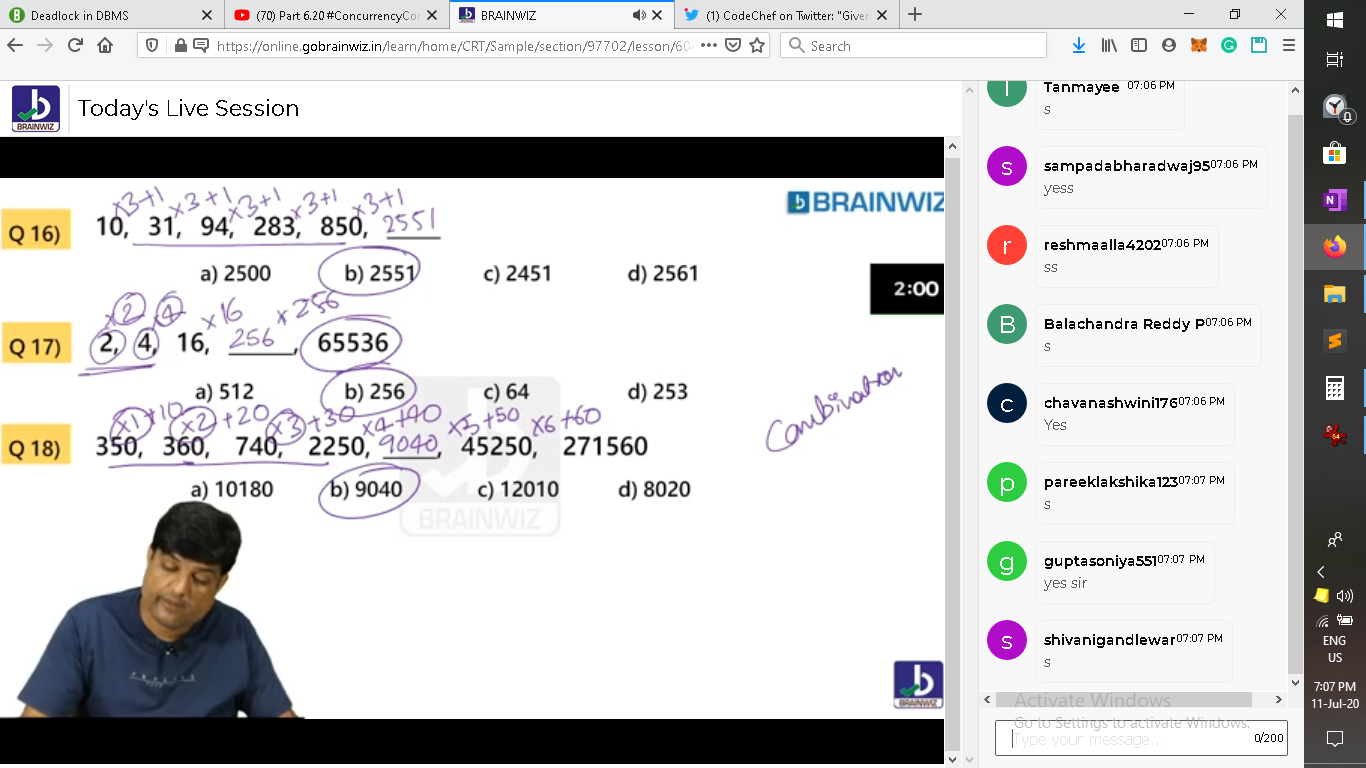 Deadlock in DBMS
(70) Part 6.20 #ConcurrencyCor
BRAINWIZ
(1) CodeChef on Twitter: "Given
https://online.gobrainwiz.in/learn/home/CRT/Sample/section/97702/lesson/604
Search
BRAINWIZ
Today's Live Session
BRAINWIZ
×3+1 ×3+1 ×3+1 ×3+1 ×3+1
Q 16) 10, 31, 94, 283, 850, 2551
a) 2500 b) 2551 c) 2451 d) 2561
2:00
×2 ×4 ×16 ×256
Q 17) 2, 4, 16, 256, 65536
a) 512 b) 256 c) 64 d) 253
Combination
×1+10 ×2+20 ×3+30 ×4+40 ×5+50 ×6+60
Q 18) 350, 360, 740, 2250, 9040, 45250, 271560
a) 10180 b) 9040 c) 12010 d) 8020
BRAINWIZ
BRAINWIZ
Tanmayee 07:06 PM
s
s
sampadabharadwaj95 07:06 PM
yess
r
reshmaalla4202 07:06 PM
ss
B
Balachandra Reddy P 07:06 PM
s
c
chavanashwini176 07:06 PM
Yes
p
pareeklakshika123 07:07 PM
s
g
guptasoniya551 07:07 PM
yes sir
s
shivanigandlewar 07:07 PM
s
Activate Windows
Go to Settings to activate Windows.
Type your message...
0/200
N
64
ENG
US
7:07 PM
11-Jul-20